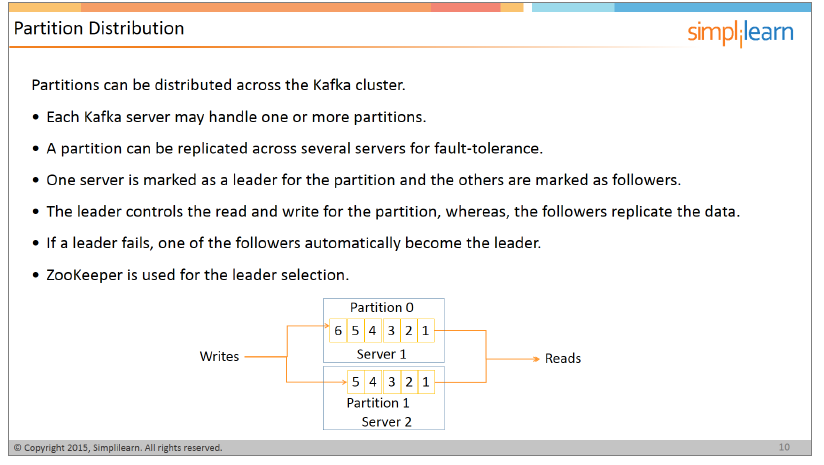 Partition Distribution
simplilearn
Partitions can be distributed across the Kafka cluster.
• Each Kafka server may handle one or more partitions.
• A partition can be replicated across several servers for fault-tolerance.
• One server is marked as a leader for the partition and the others are marked as followers.
• The leader controls the read and write for the partition, whereas, the followers replicate the data.
• If a leader fails, one of the followers automatically become the leader.
• ZooKeeper is used for the leader selection.
Partition 0
6 5 4 3 2 1
Server 1
Writes
Reads
5 4 3 2 1
Partition 1
Server 2
© Copyright 2015, Simplilearn. All rights reserved.
10